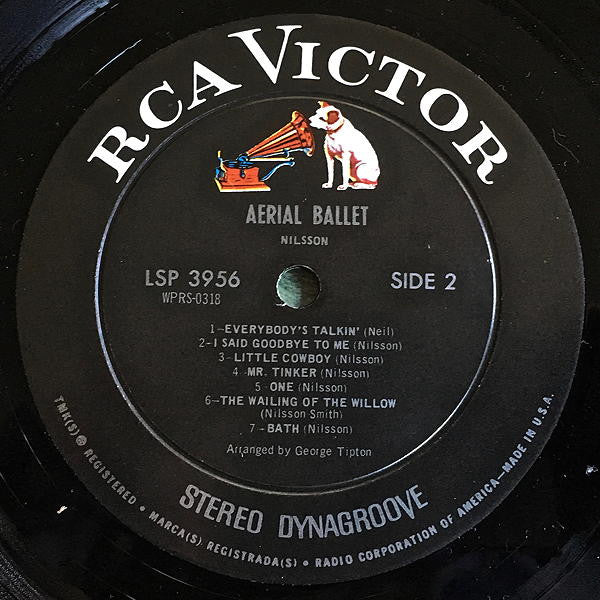 RCA VICTOR
AERIAL BALLET
NILSSON
LSP 3956
WPRS-0318
SIDE 2
1-EVERYBODY'S TALKIN' (Neil)
2-I SAID GOODBYE TO ME (Nilsson)
3-LITTLE COWBOY (Nilsson)
4-MR. TINKER (Nilsson)
5-ONE (Nilsson)
6-THE WAILING OF THE WILLOW
(Nilsson Smith)
7-BATH (Nilsson)
Arranged by George Tipton
STEREO DYNAGROOVE
TMK(S)® REGISTERED • MARCA(S) REGISTRADA(S) • RADIO CORPORATION OF AMERICA—MADE IN U.S.A.